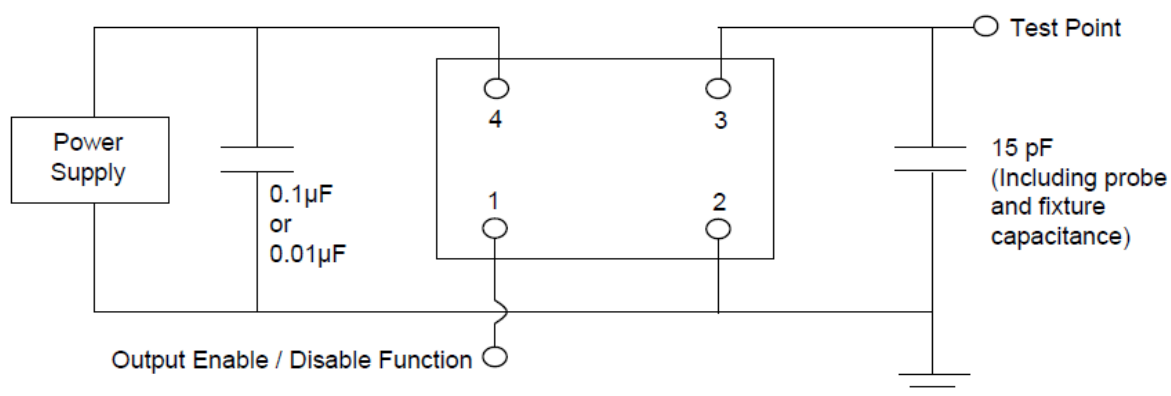 Test Point
Power
Supply
4
3
0.1µF
or
0.01µF
1
2
15 pF
(Including probe
and fixture
capacitance)
Output Enable / Disable Function